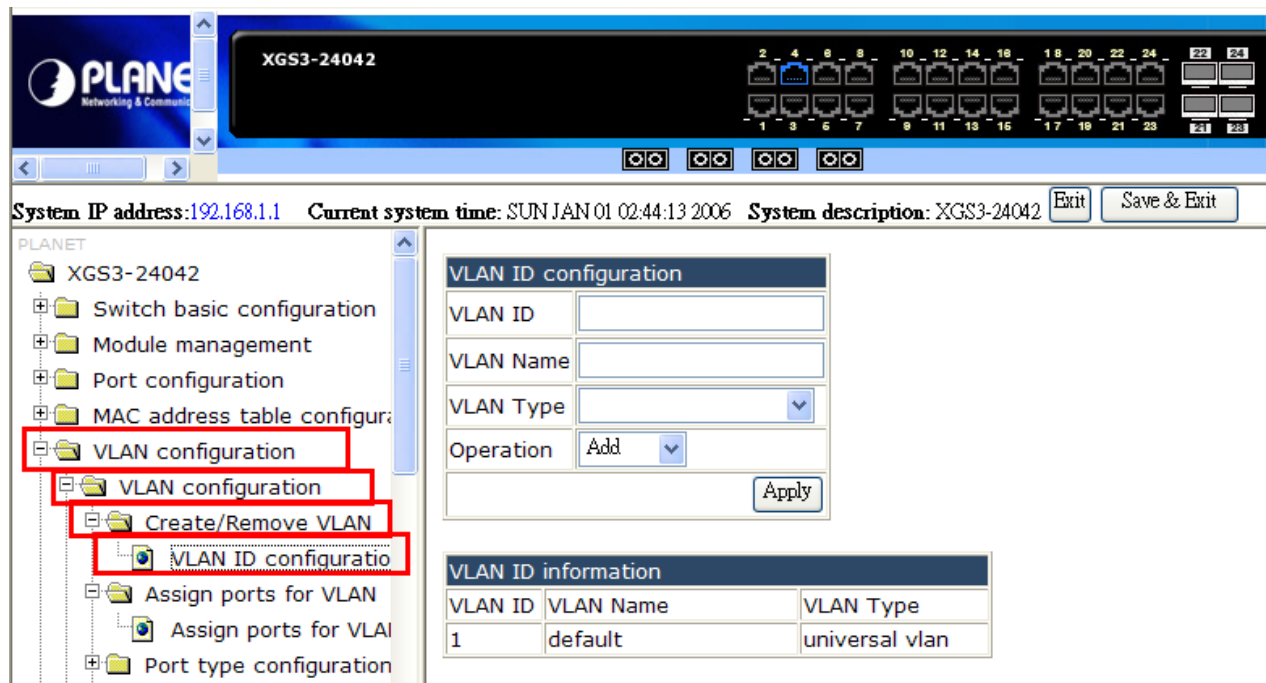 PLANE
Networking & Communic
XGS3-24042
2 4 6 8 10 12 14 16 18 20 22 24 22 24
1 3 5 7 9 11 13 15 17 19 21 23 21 23
System IP address:192.168.1.1 Current system time: SUN JAN 01 02:44:13 2006 System description: XGS3-24042 Exit Save & Exit
PLANET
XGS3-24042
Switch basic configuration
Module management
Port configuration
MAC address table configura
VLAN configuration
VLAN configuration
Create/Remove VLAN
VLAN ID configuratio
Assign ports for VLAN
Assign ports for VLA
Port type configuration
VLAN ID configuration
VLAN ID
VLAN Name
VLAN Type
Operation Add
Apply
VLAN ID information
VLAN ID VLAN Name VLAN Type
1 default universal vlan